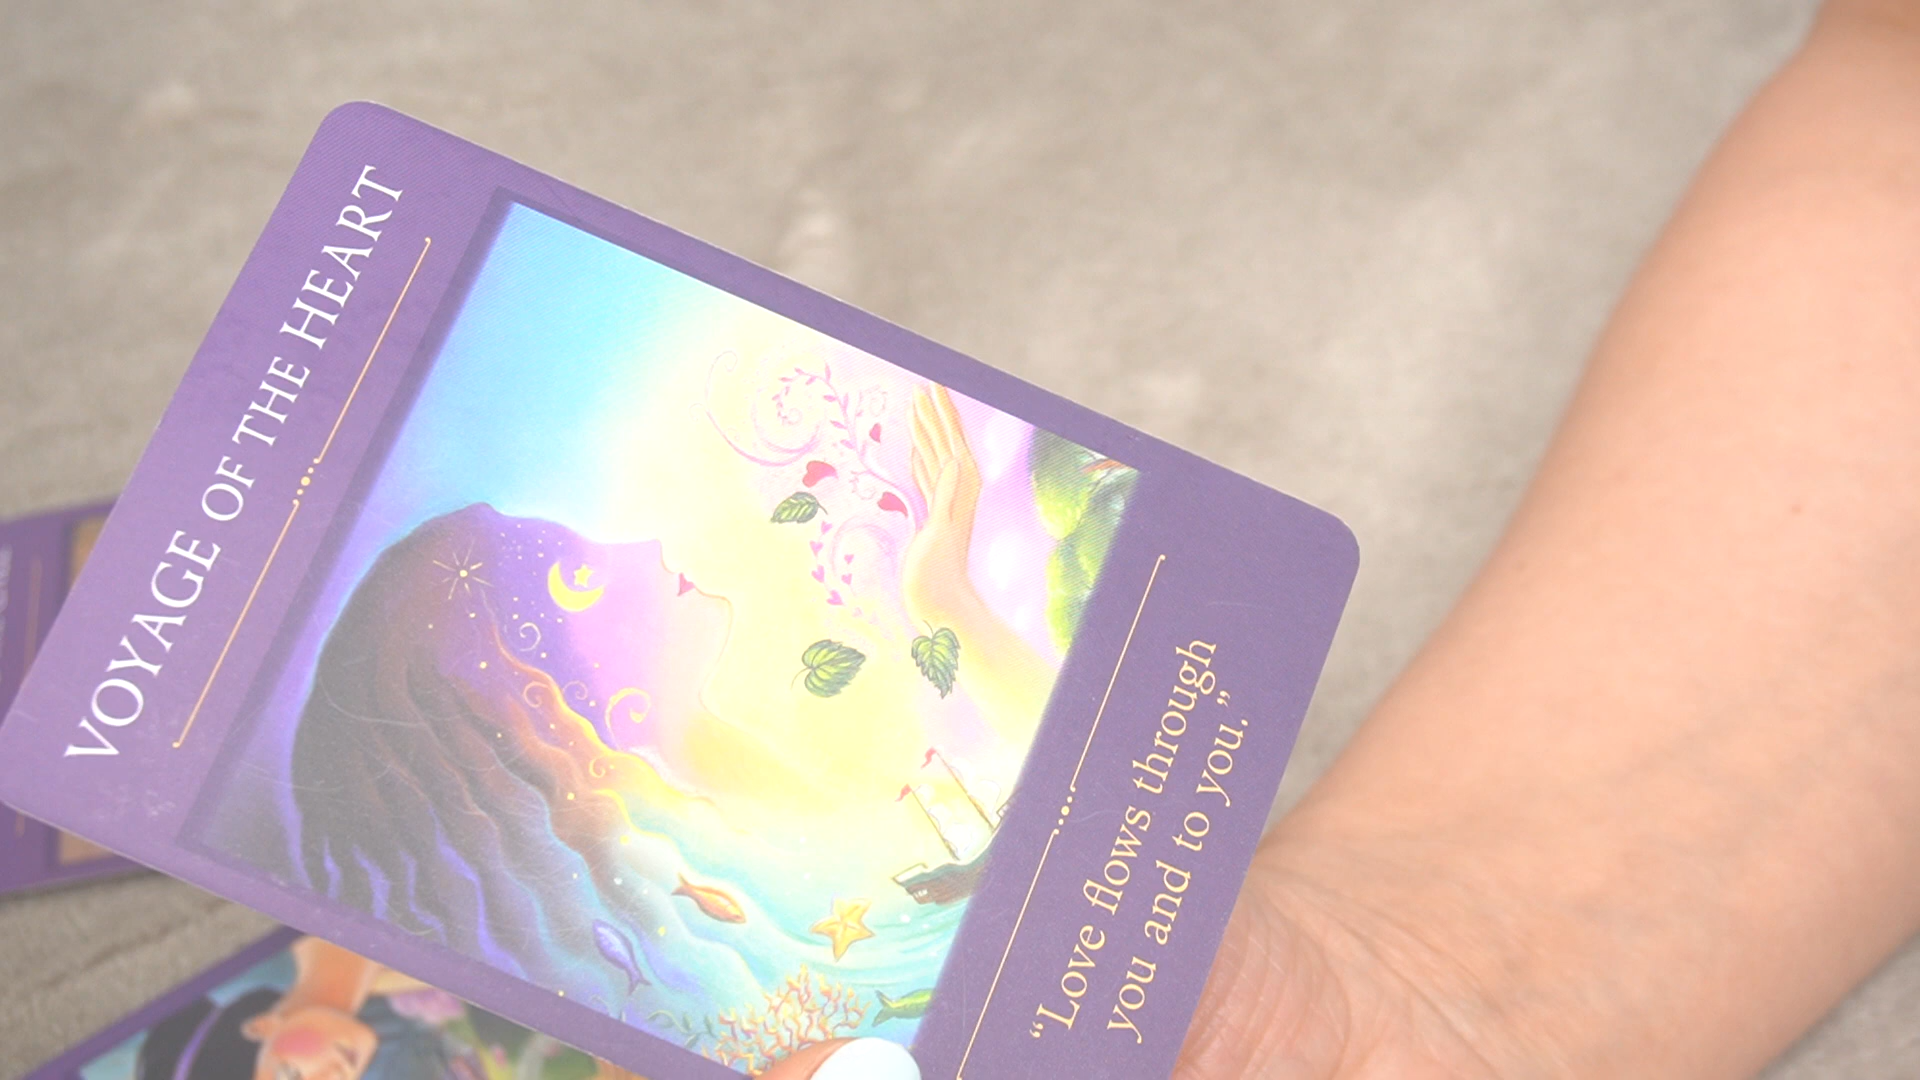 VOYAGE OF THE HEART
“Love flows through
you and to you.”